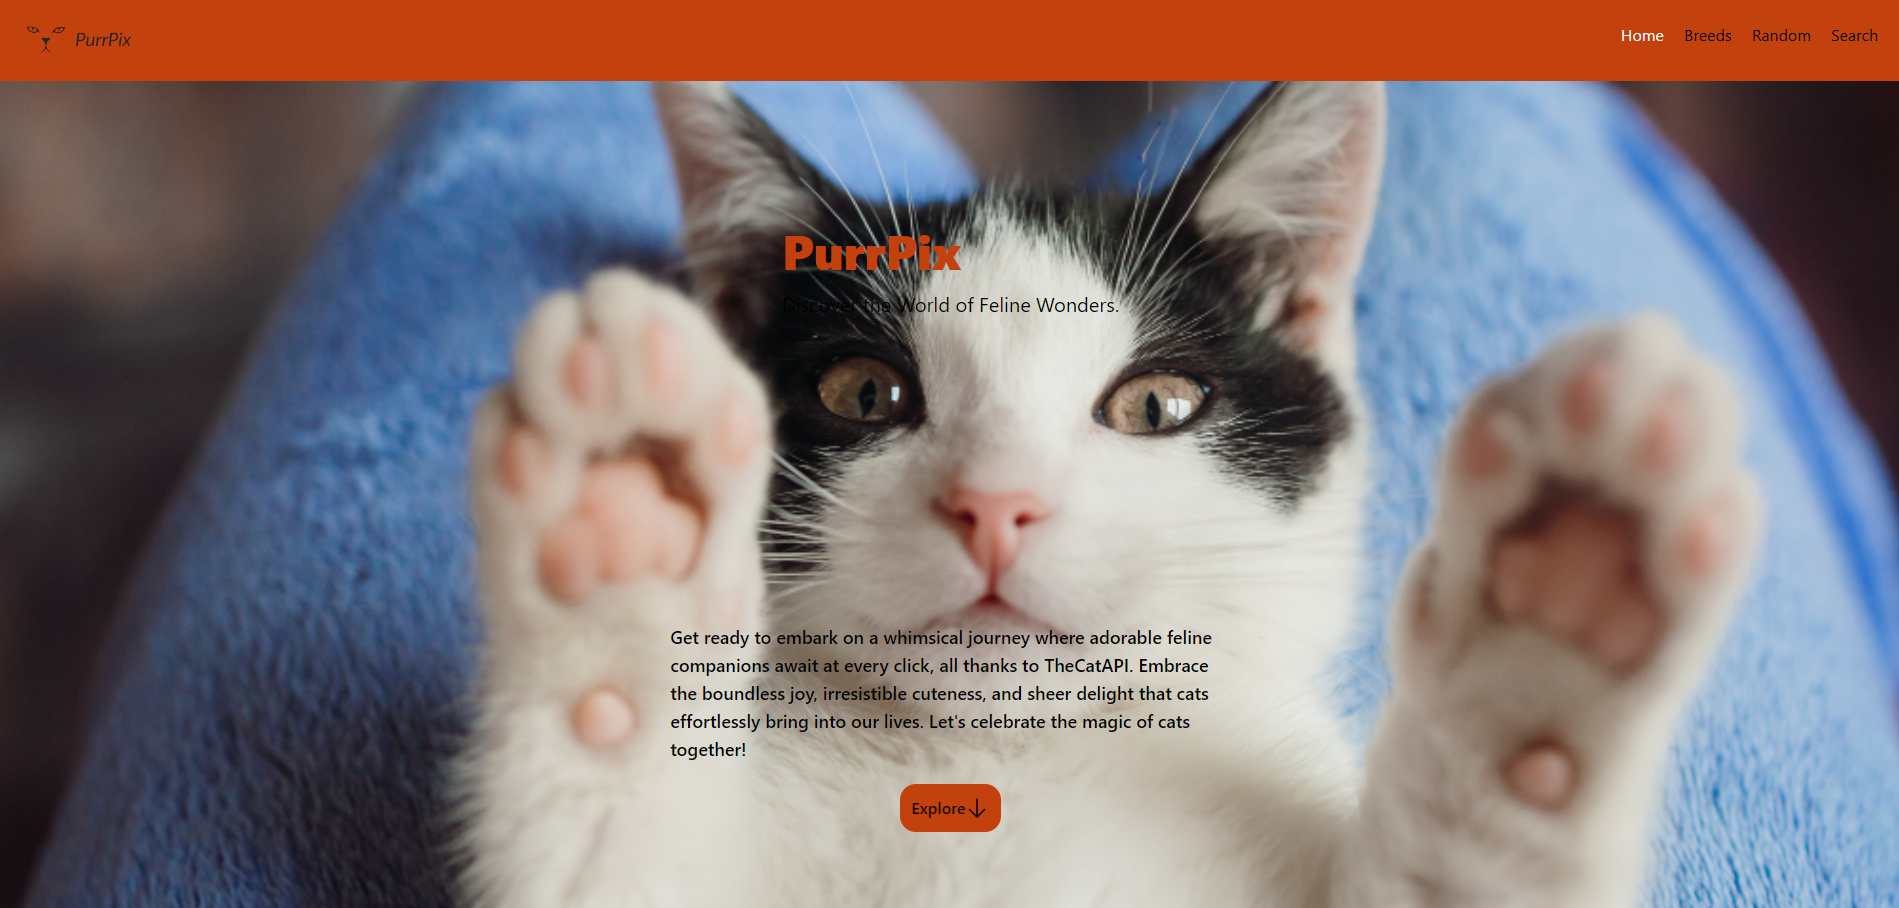 PurrPix
Home Breeds Random Search
PurrPix
Discover the World of Feline Wonders.
Get ready to embark on a whimsical journey where adorable feline
companions await at every click, all thanks to TheCatAPI. Embrace
the boundless joy, irresistible cuteness, and sheer delight that cats
effortlessly bring into our lives. Let's celebrate the magic of cats
together!
Explore